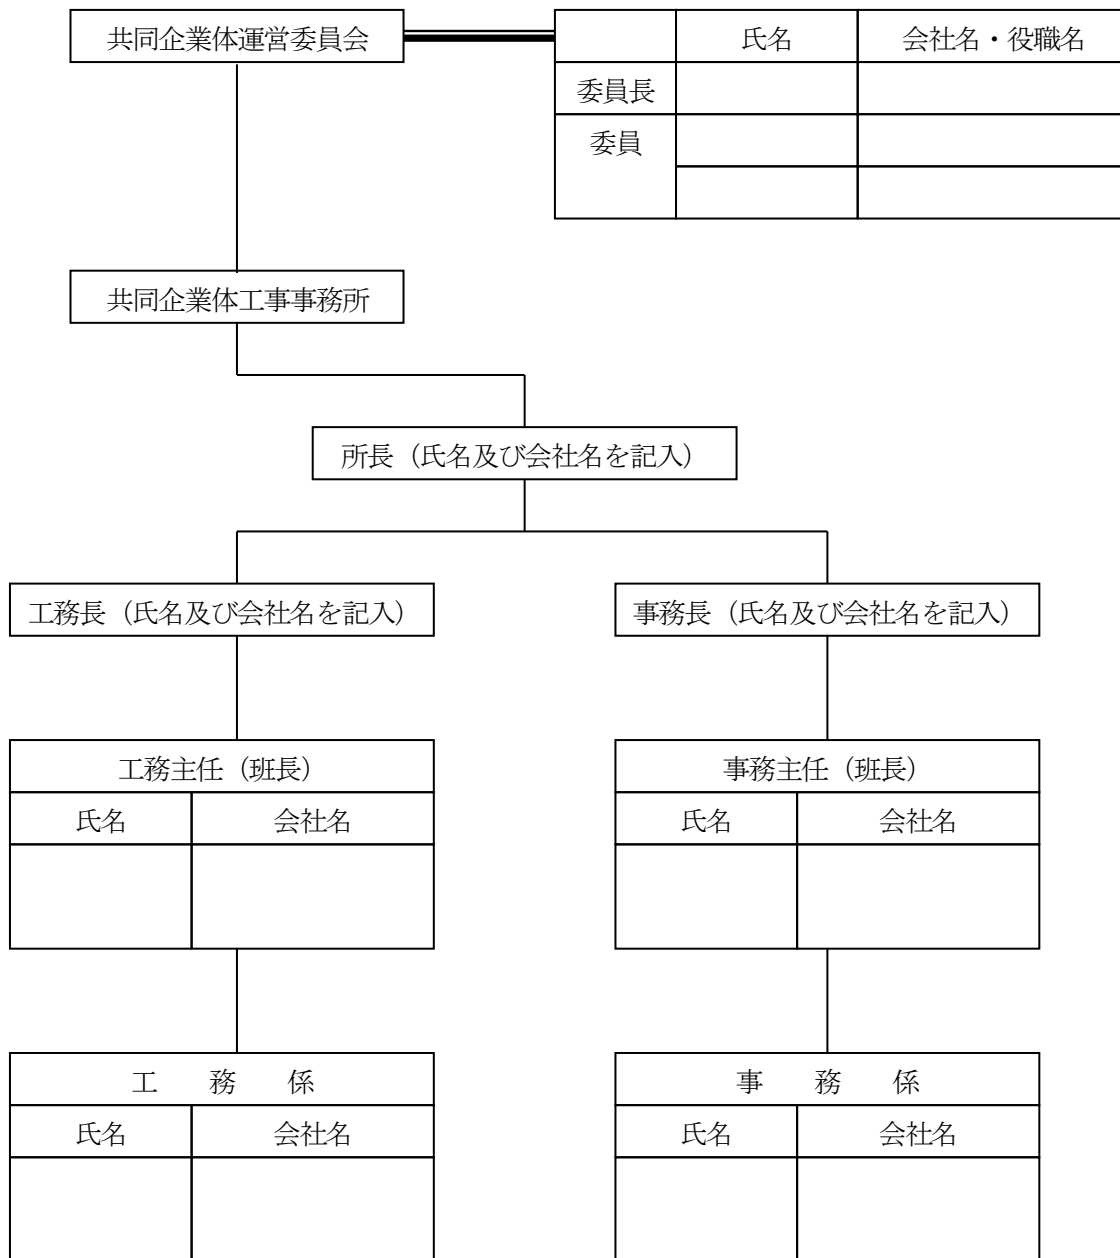 共同企業体運営委員会
氏名 会社名・役職名
委員長
委員
共同企業体工事事務所
所長（氏名及び会社名を記入）
工務長（氏名及び会社名を記入）
事務長（氏名及び会社名を記入）
工務主任（班長）
氏名 会社名
事務主任（班長）
氏名 会社名
工　務　係
氏名 会社名
事　務　係
氏名 会社名